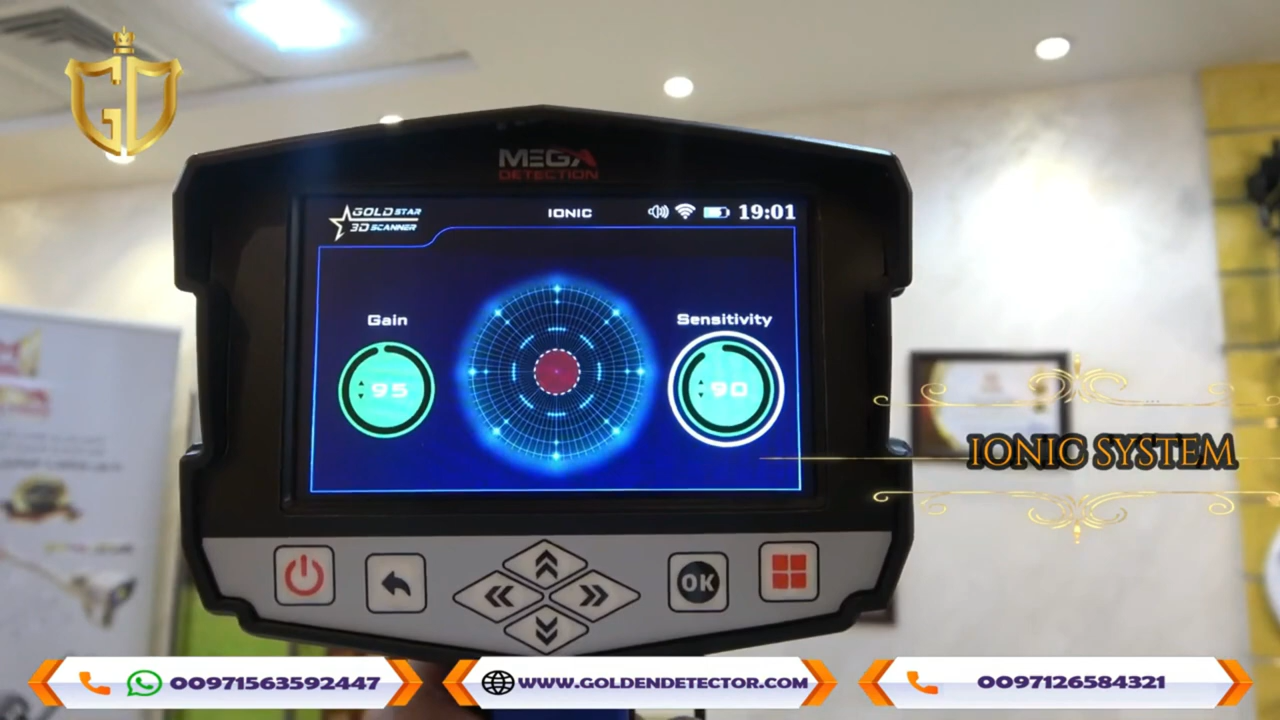 GD
MEGA
DETECTION
GOLD STAR
3D SCANNER
IONIC
19:01
Gain
95
Sensitivity
90
IONIC SYSTEM
OK
00971563592447
WWW.GOLDENDETECTOR.COM
0097126584321